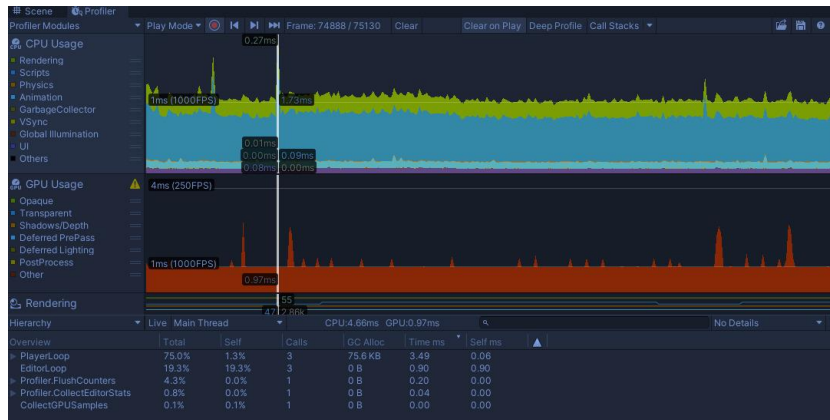 Scene Profiler
Profiler Modules Play Mode Frame: 74888 / 75130 Clear Clear on Play Deep Profile Call Stacks
CPU Usage
Rendering
Scripts
Physics
Animation
GarbageCollector
VSync
Global Illumination
UI
Others
0.27ms
1ms (1000FPS) 1.73ms
0.01ms
0.00ms 0.09ms
0.08ms 0.00ms
GPU Usage
Opaque
Transparent
Shadows/Depth
Deferred PrePass
Deferred Lighting
PostProcess
Other
4ms (250FPS)
1ms (1000FPS)
0.97ms
Rendering
55
47 2.86k
Hierarchy Live Main Thread CPU:4.66ms GPU:0.97ms No Details
Overview Total Self Calls GC Alloc Time ms Self ms
PlayerLoop 75.0% 1.3% 3 75.6 KB 3.49 0.06
EditorLoop 19.3% 19.3% 3 0 B 0.90 0.90
Profiler.FlushCounters 4.3% 0.0% 1 0 B 0.20 0.00
Profiler.CollectEditorStats 0.8% 0.0% 1 0 B 0.04 0.00
CollectGPUSamples 0.1% 0.1% 1 0 B 0.00 0.00